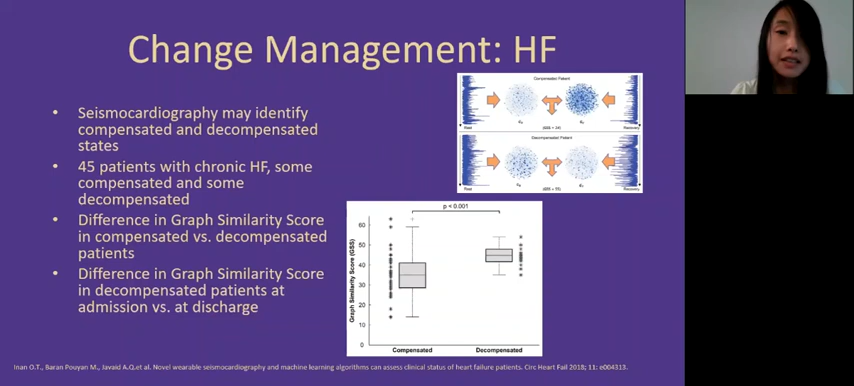 Change Management: HF
• Seismocardiography may identify
compensated and decompensated
states
• 45 patients with chronic HF, some
compensated and some
decompensated
• Difference in Graph Similarity Score
in compensated vs. decompensated
patients
• Difference in Graph Similarity Score
in decompensated patients at
admission vs. at discharge
Compensated Patient
Rest
(GSS = 24)
Recovery
Decompensated Patient
Rest
Recovery
p < 0.001
Graph Similarity Score (GSS)
60
50
40
30
20
10
0
Compensated
Decompensated
Inan O.T., Baran Pouyan M., Javaid A.Q.et al. Novel wearable seismocardiography and machine learning algorithms can assess clinical status of heart failure patients. Circ Heart Fail 2018; 11: e004313.